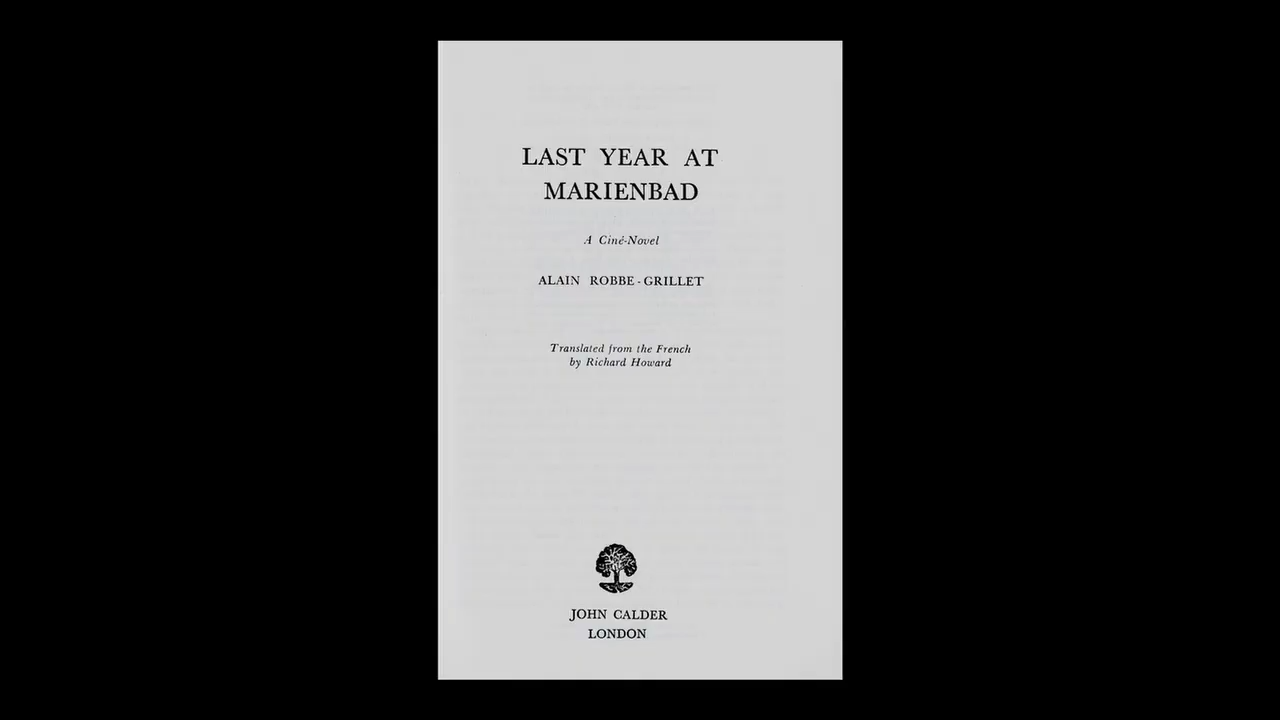 LAST YEAR AT
MARIENBAD
A Ciné-Novel
ALAIN ROBBE-GRILLET
Translated from the French
by Richard Howard
JOHN CALDER
LONDON